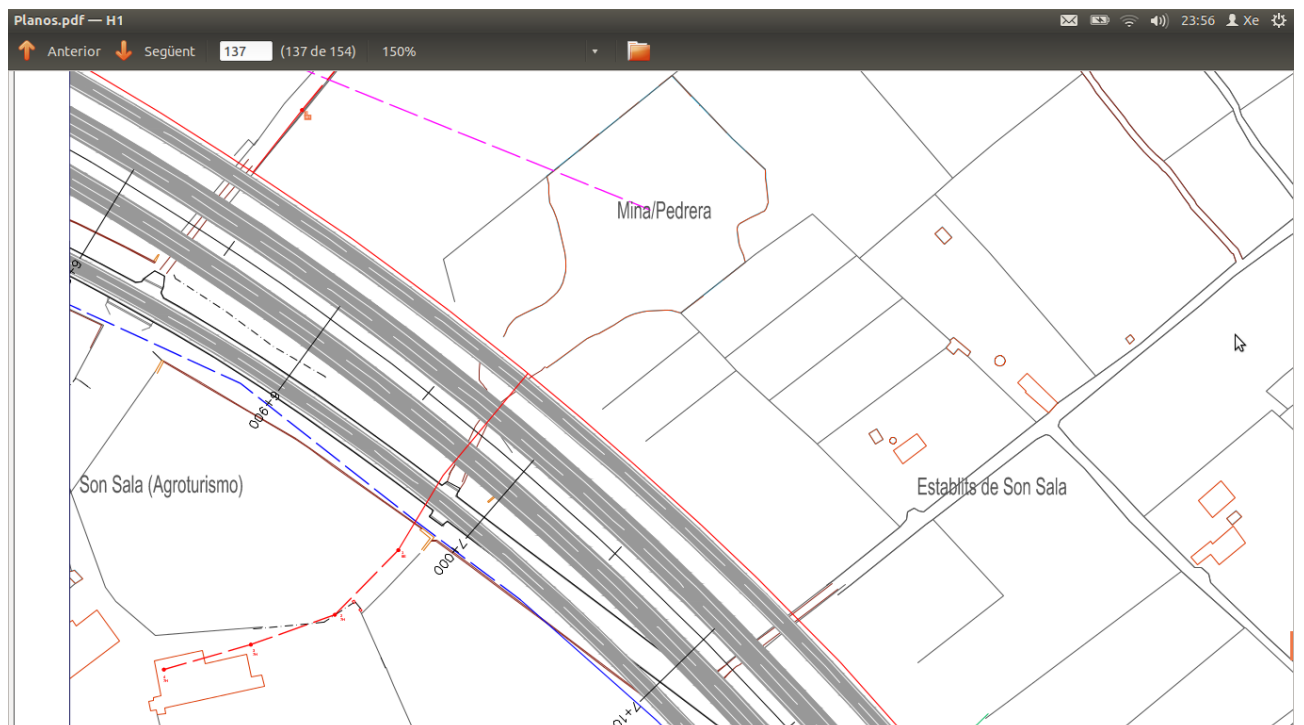 Planos.pdf — H1
23:56 Xe
Anterior Següent 137 (137 de 154) 150%
Mina/Pedrera
6+900
Son Sala (Agroturismo)
Establits de Son Sala
7+000